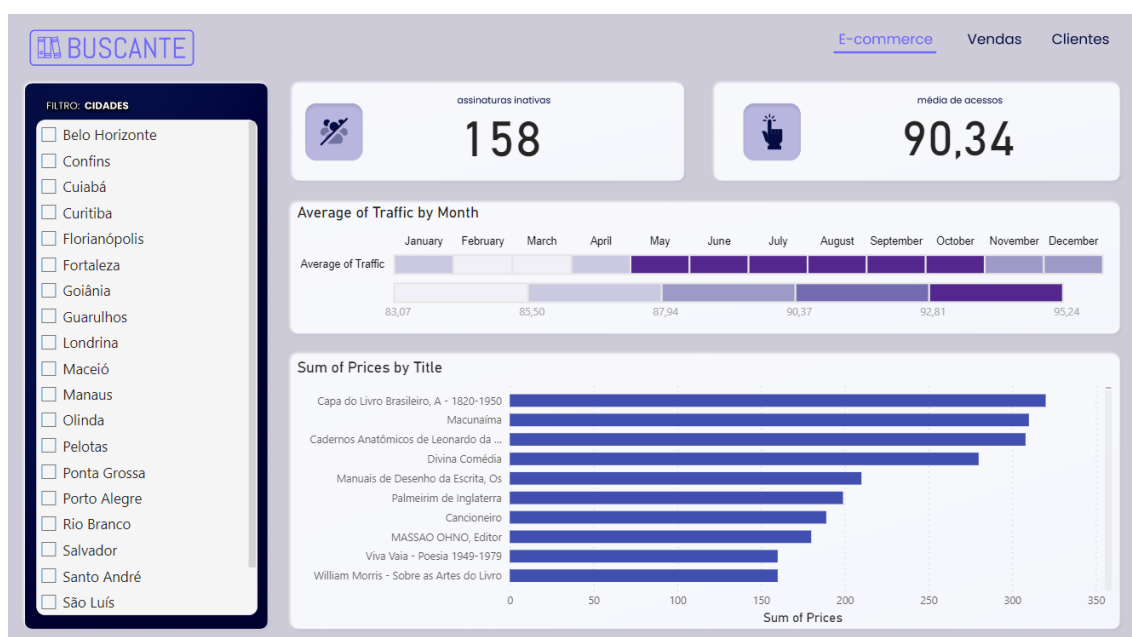 BUSCANTE
E-commerce Vendas Clientes
FILTRO: CIDADES
Belo Horizonte
Confins
Cuiabá
Curitiba
Florianópolis
Fortaleza
Goiânia
Guarulhos
Londrina
Maceió
Manaus
Olinda
Pelotas
Ponta Grossa
Porto Alegre
Rio Branco
Salvador
Santo André
São Luís
assinaturas inativas
158
média de acessos
90,34
Average of Traffic by Month
January February March April May June July August September October November December
Average of Traffic
83,07 85,50 87,94 90,37 92,81 95,24
Sum of Prices by Title
Capa do Livro Brasileiro, A - 1820-1950
Macunaíma
Cadernos Anatômicos de Leonardo da ...
Divina Comédia
Manuais de Desenho da Escrita, Os
Palmeirim de Inglaterra
Cancioneiro
MASSAO OHNO, Editor
Viva Vaia - Poesia 1949-1979
William Morris - Sobre as Artes do Livro
0 50 100 150 200 250 300 350
Sum of Prices